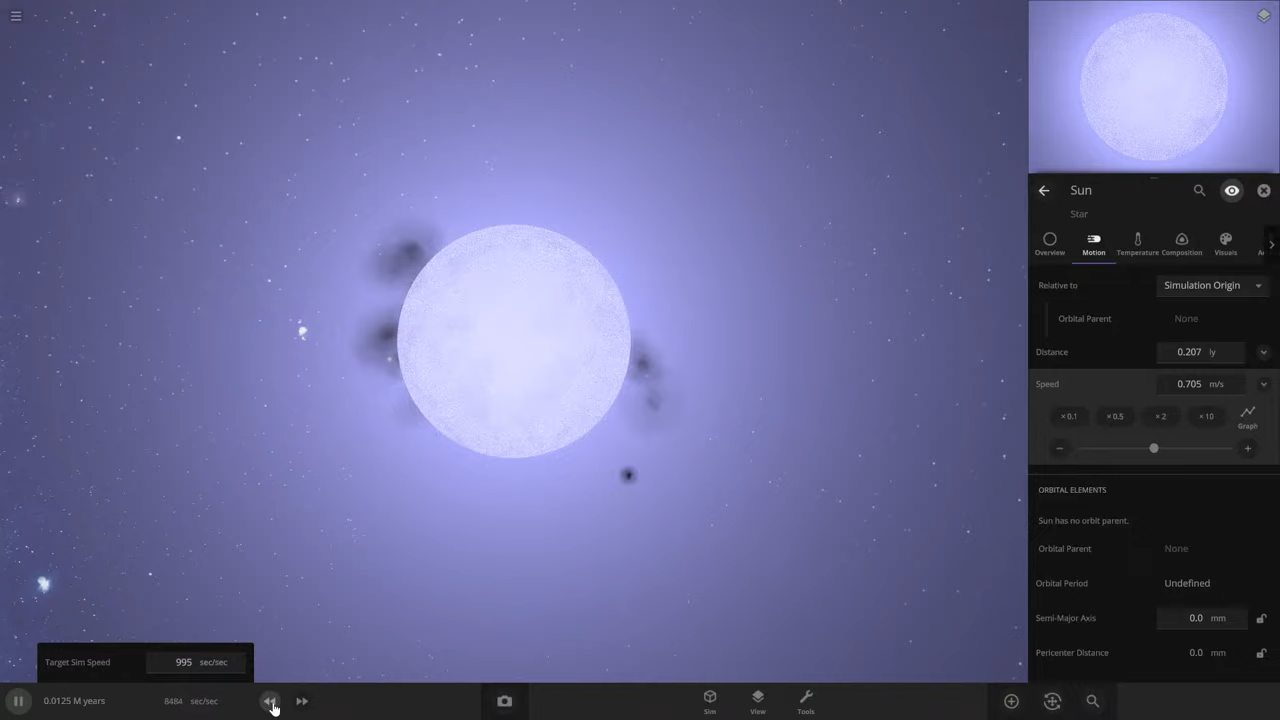 Sun
Star
Overview Motion Temperature Composition Visuals
Relative to Simulation Origin
Orbital Parent None
Distance 0.207 ly
Speed 0.705 m/s
×0.1 ×0.5 ×2 ×10 Graph
ORBITAL ELEMENTS
Sun has no orbit parent.
Orbital Parent None
Orbital Period Undefined
Semi-Major Axis 0.0 mm
Pericenter Distance 0.0 mm
Target Sim Speed 995 sec/sec
0.0125 M years 8484 sec/sec
Sim View Tools